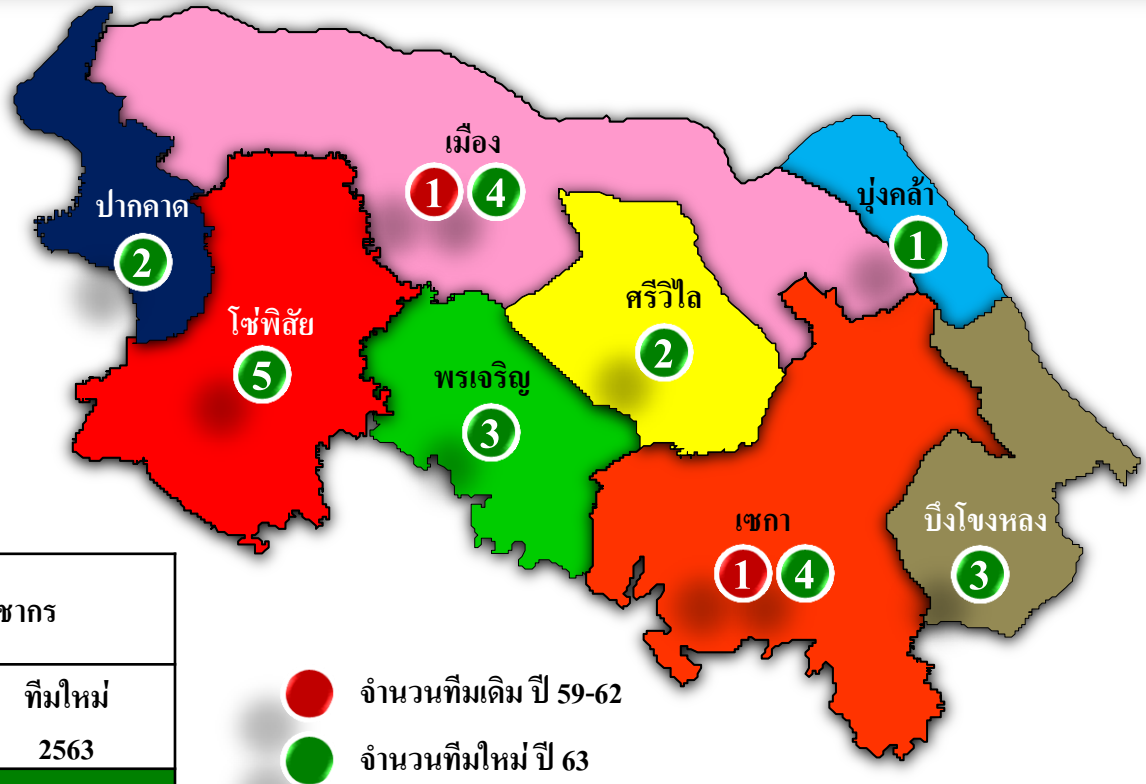 เมือง
1 4
บุ่งคล้า
1
ปากคาด
2
ศรีวิไล
2
โซ่พิสัย
5
พรเจริญ
3
เซกา
1 4
บึงโขงหลง
3
ชากร
ทีมใหม่
2563
จำนวนทีมเดิม ปี 59-62
จำนวนทีมใหม่ ปี 63